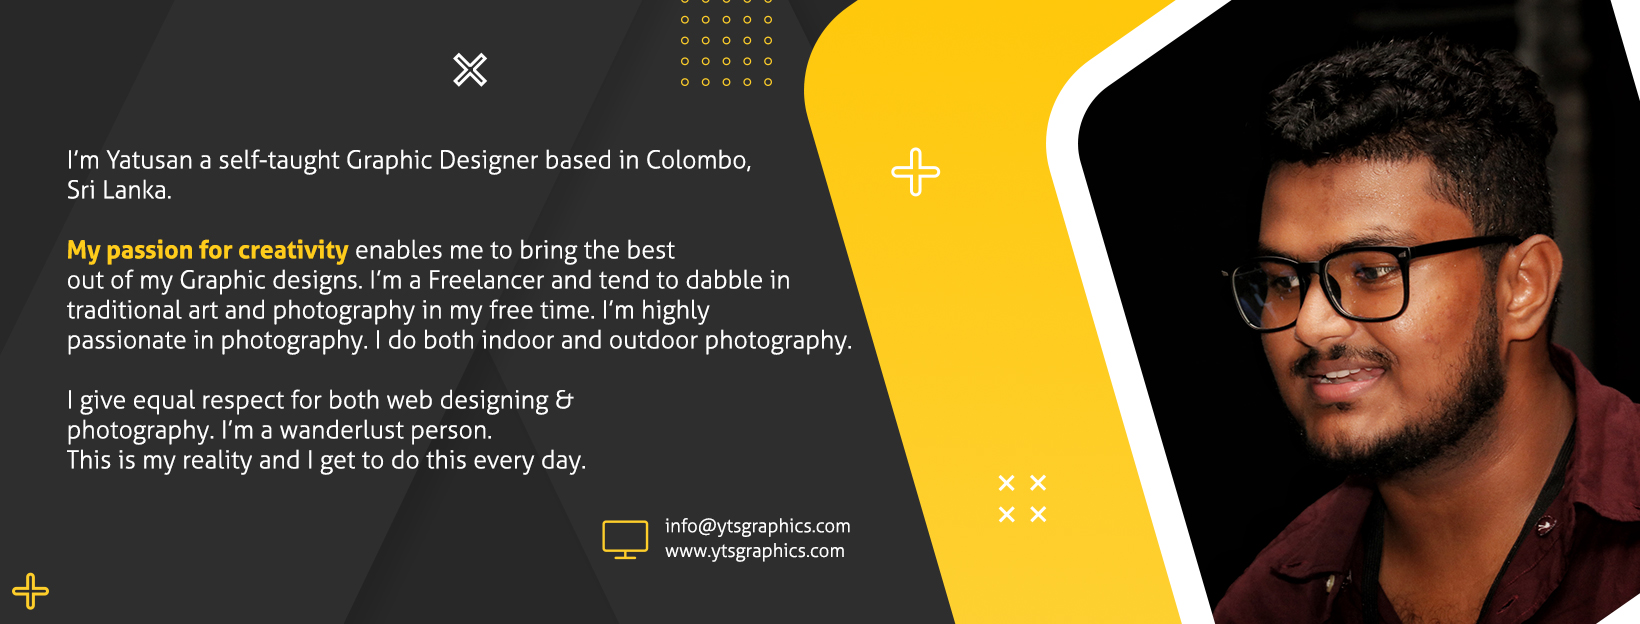 I'm Yatusan a self-taught Graphic Designer based in Colombo,
Sri Lanka.
My passion for creativity enables me to bring the best
out of my Graphic designs. I'm a Freelancer and tend to dabble in
traditional art and photography in my free time. I'm highly
passionate in photography. I do both indoor and outdoor photography.
I give equal respect for both web designing &
photography. I'm a wanderlust person.
This is my reality and I get to do this every day.
info@ytsgraphics.com
www.ytsgraphics.com